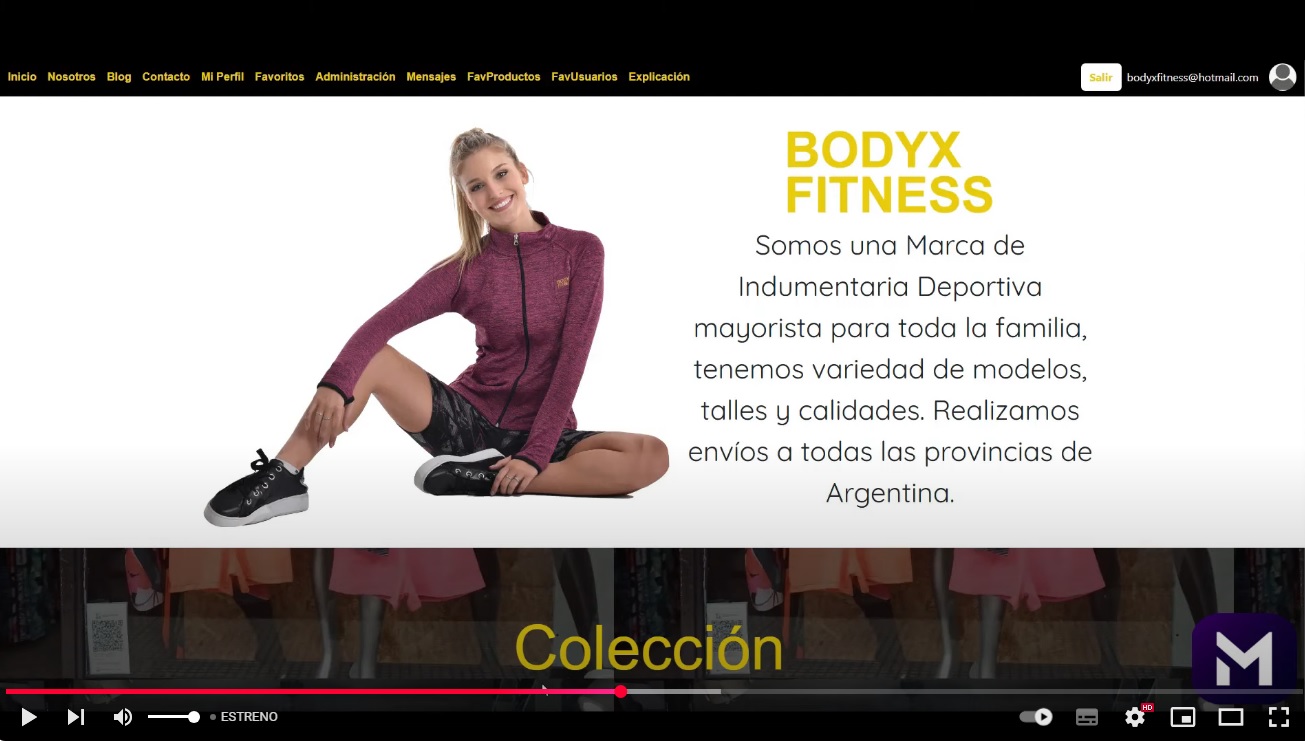 Inicio Nosotros Blog Contacto Mi Perfil Favoritos Administración Mensajes FavProductos FavUsuarios Explicación
Salir bodyxfitness@hotmail.com
BODYX
FITNESS
Somos una Marca de
Indumentaria Deportiva
mayorista para toda la familia,
tenemos variedad de modelos,
talles y calidades. Realizamos
envíos a todas las provincias de
Argentina.
Colección
M
ESTRENO
HD